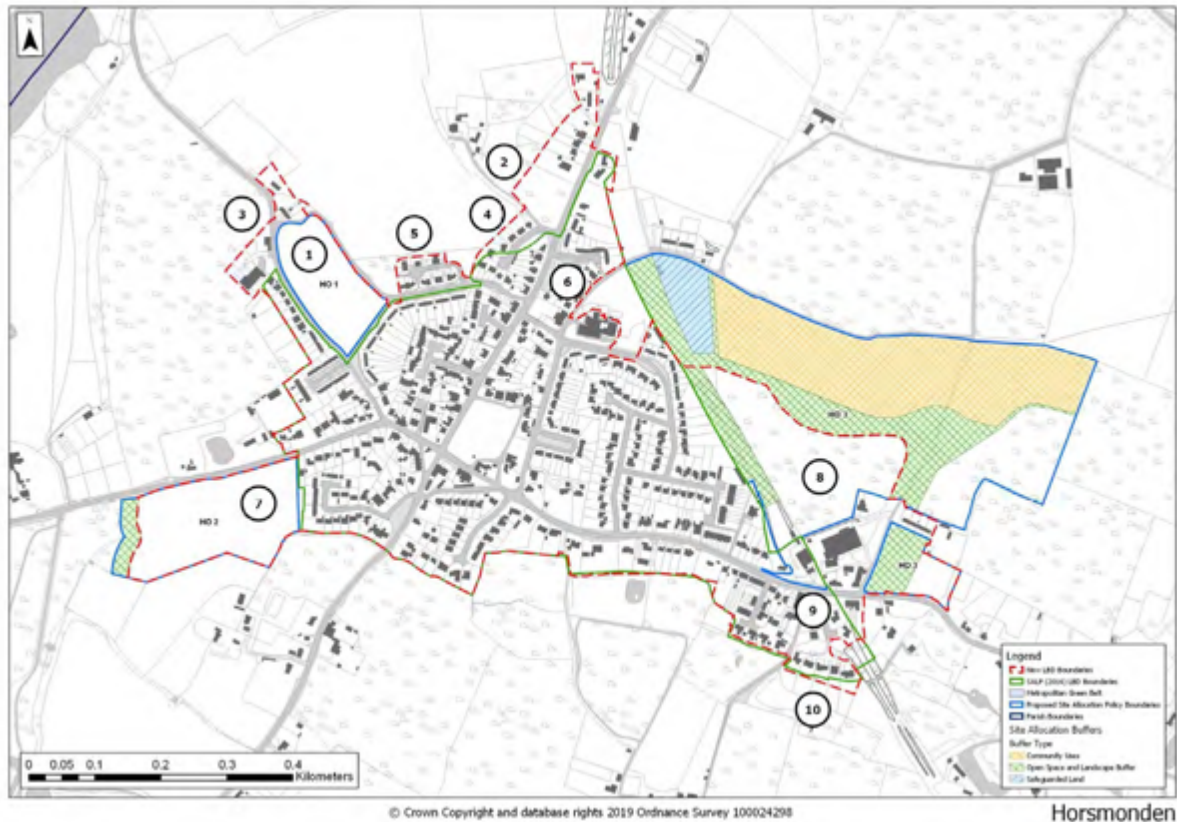 N
2
3
4
5
1
HO 1
6
HO 3
8
7
HO 2
HO 3
9
10
Legend
New LBD Boundaries
SALP (2016) LBD Boundaries
Metropolitan Green Belt
Proposed Site Allocation Policy Boundaries
Parish Boundaries
Site Allocation Buffers
Buffer Type
Community Uses
Open Space and Landscape Buffer
Safeguarded Land
0 0.05 0.1 0.2 0.3 0.4
Kilometers
© Crown Copyright and database rights 2019 Ordnance Survey 100024298
Horsmonden